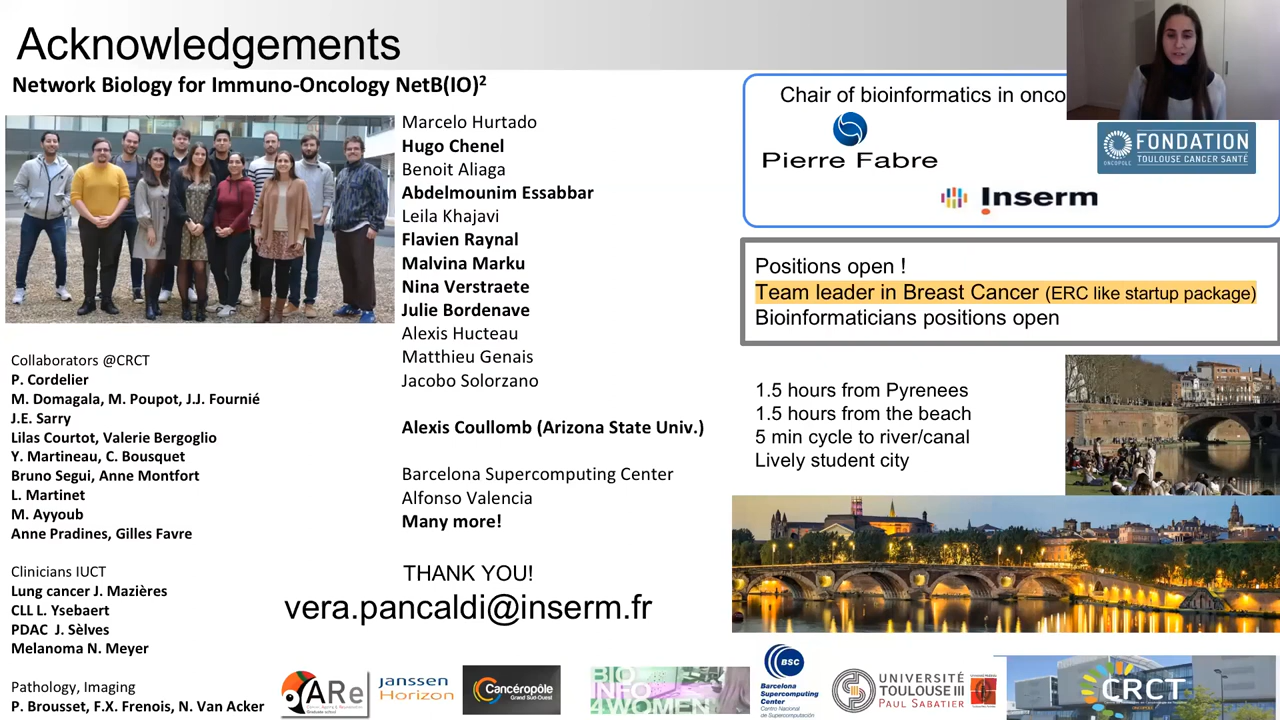 Acknowledgements
Network Biology for Immuno-Oncology NetB(IO)²
Marcelo Hurtado
Hugo Chenel
Benoit Aliaga
Abdelmounim Essabbar
Leila Khajavi
Flavien Raynal
Malvina Marku
Nina Verstraete
Julie Bordenave
Alexis Hucteau
Matthieu Genais
Jacobo Solorzano
Alexis Coullomb (Arizona State Univ.)
Barcelona Supercomputing Center
Alfonso Valencia
Many more!
Collaborators @CRCT
P. Cordelier
M. Domagala, M. Poupot, J.J. Fournié
J.E. Sarry
Lilas Courtot, Valerie Bergoglio
Y. Martineau, C. Bousquet
Bruno Segui, Anne Montfort
L. Martinet
M. Ayyoub
Anne Pradines, Gilles Favre
Clinicians IUCT
Lung cancer J. Mazières
CLL L. Ysebaert
PDAC J. Sèlves
Melanoma N. Meyer
Pathology, Imaging
P. Brousset, F.X. Frenois, N. Van Acker
THANK YOU!
vera.pancaldi@inserm.fr
Chair of bioinformatics in onco
Pierre Fabre
ONCOPOLE
FONDATION
TOULOUSE CANCER SANTÉ
Inserm
Positions open !
Team leader in Breast Cancer (ERC like startup package)
Bioinformaticians positions open
1.5 hours from Pyrenees
1.5 hours from the beach
5 min cycle to river/canal
Lively student city
CARe
Graduate school
janssen
Horizon
Cancéropôle
Grand Sud-Ouest
BIO
INFO
4WOMEN
BSC
Barcelona
Supercomputing
Center
Centro Nacional de Supercomputación
UNIVERSITÉ
TOULOUSE III
PAUL SABATIER
CRCT